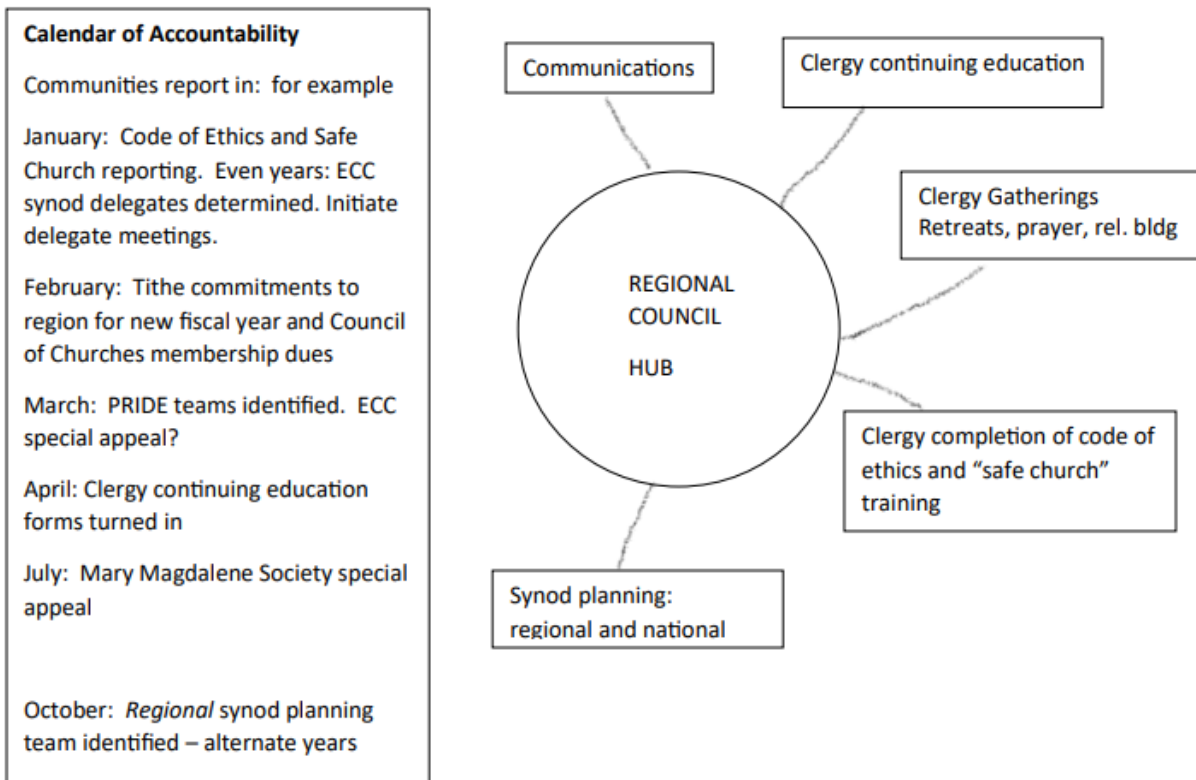 Calendar of Accountability
Communities report in: for example
January: Code of Ethics and Safe
Church reporting. Even years: ECC
synod delegates determined. Initiate
delegate meetings.
February: Tithe commitments to
region for new fiscal year and Council
of Churches membership dues
March: PRIDE teams identified. ECC
special appeal?
April: Clergy continuing education
forms turned in
July: Mary Magdalene Society special
appeal
October: Regional synod planning
team identified – alternate years
Communications
Clergy continuing education
Clergy Gatherings
Retreats, prayer, rel. bldg
REGIONAL
COUNCIL
HUB
Clergy completion of code of
ethics and “safe church”
training
Synod planning:
regional and national